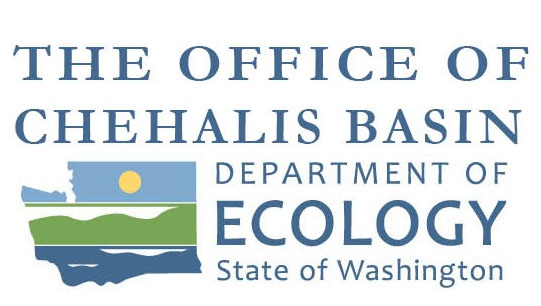 THE OFFICE OF
CHEHALIS BASIN
DEPARTMENT OF
ECOLOGY
State of Washington